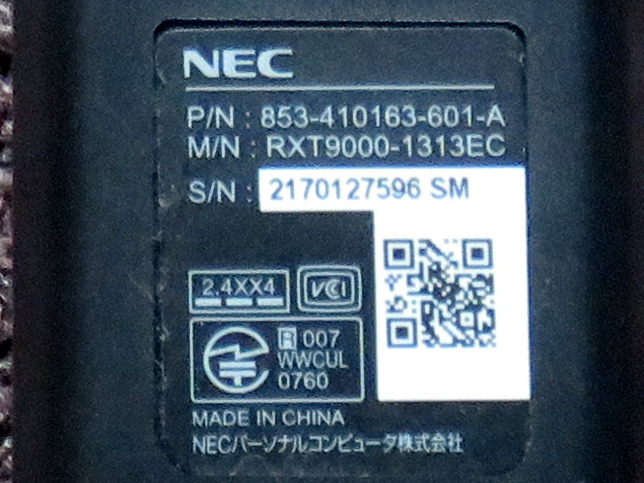 NEC
P/N : 853-410163-601-A
M/N : RXT9000-1313EC
S/N : 2170127596 SM
2.4XX4
VCI
R 007
WWCUL
0760
MADE IN CHINA
NECパーソナルコンピュータ株式会社